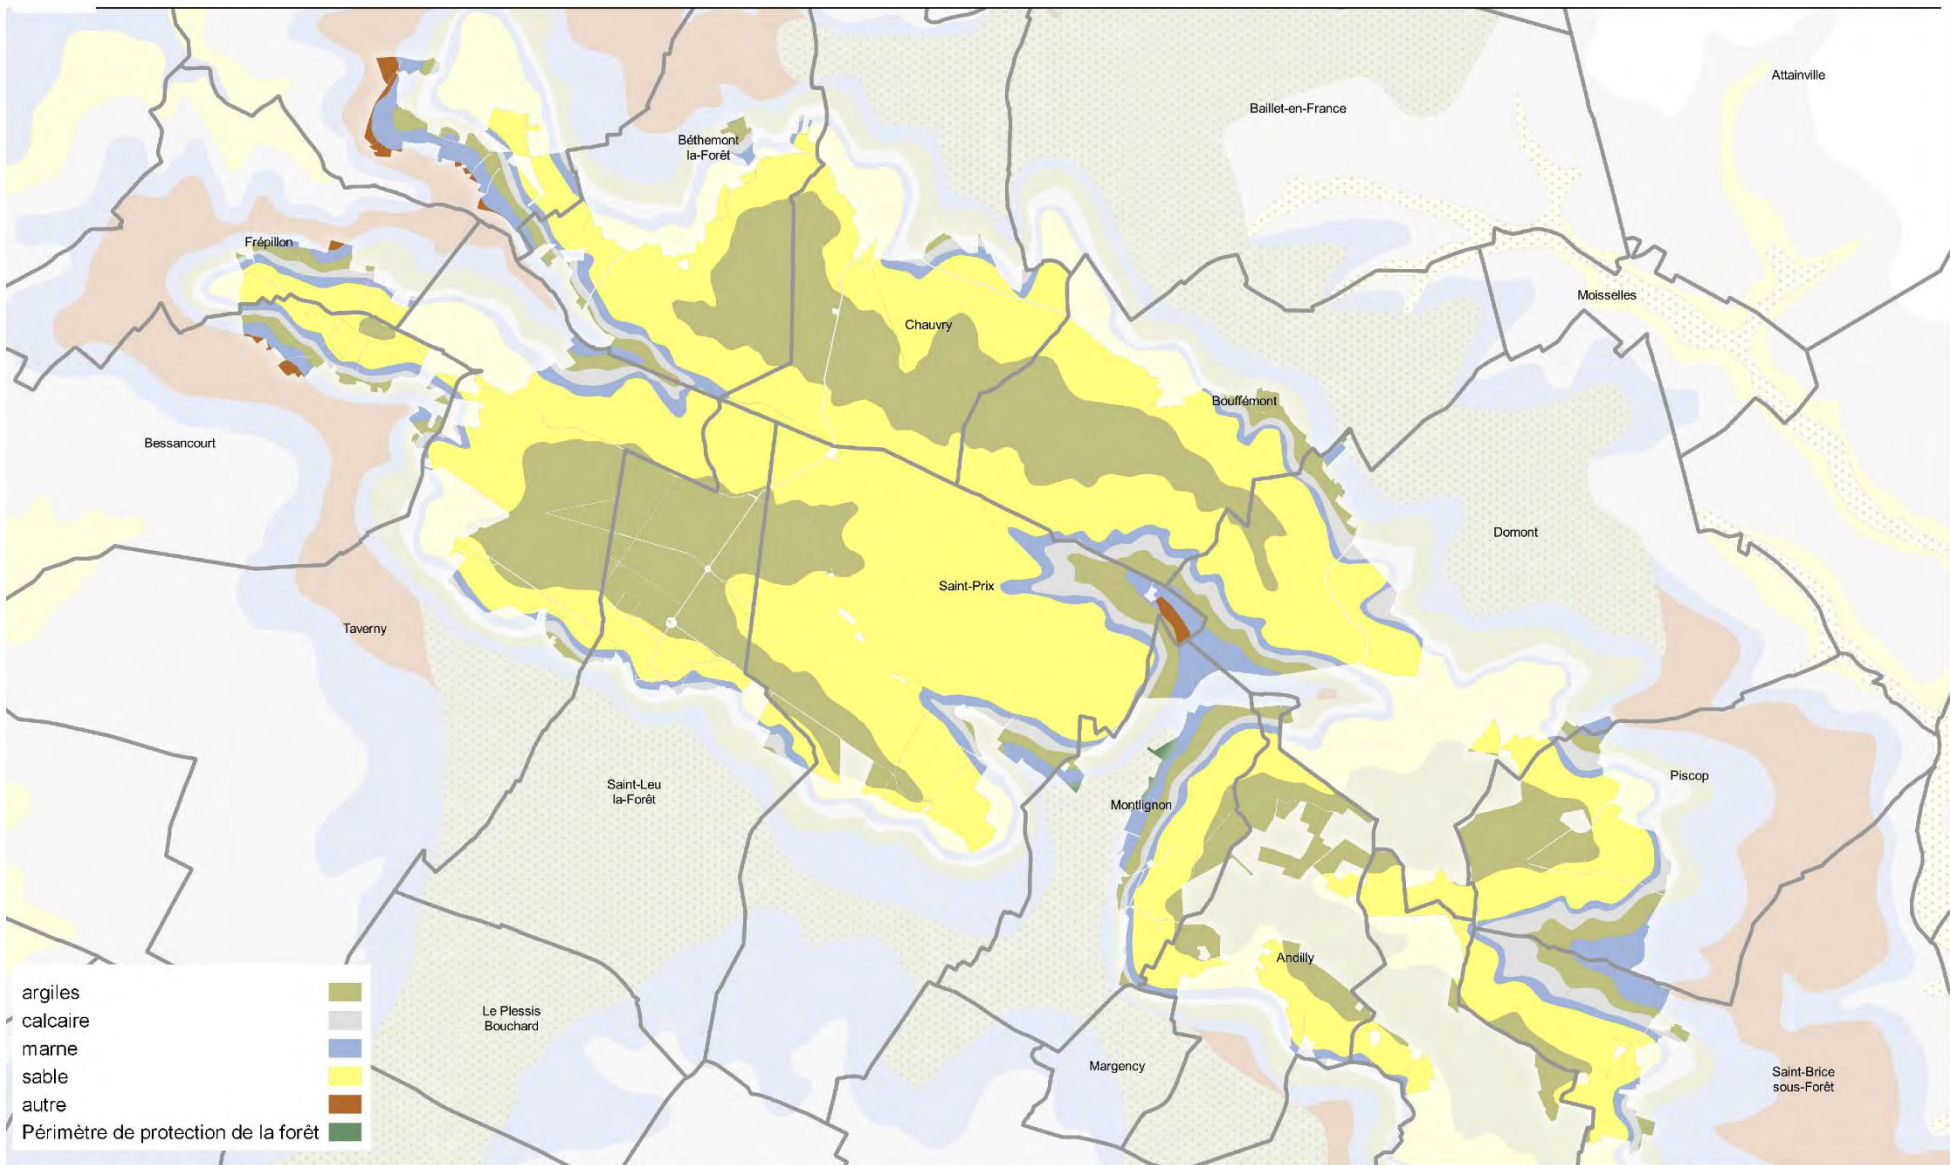 Attainville
Baillet-en-France
Béthemont
la-Forêt
Frépillon
Moisselles
Chauvry
Bouffémont
Bessancourt
Domont
Saint-Prix
Taverny
Piscop
Saint-Leu
la-Forêt
Montlignon
Andilly
Le Plessis
Bouchard
Margency
Saint-Brice
sous-Forêt
argiles
calcaire
marne
sable
autre
Périmètre de protection de la forêt